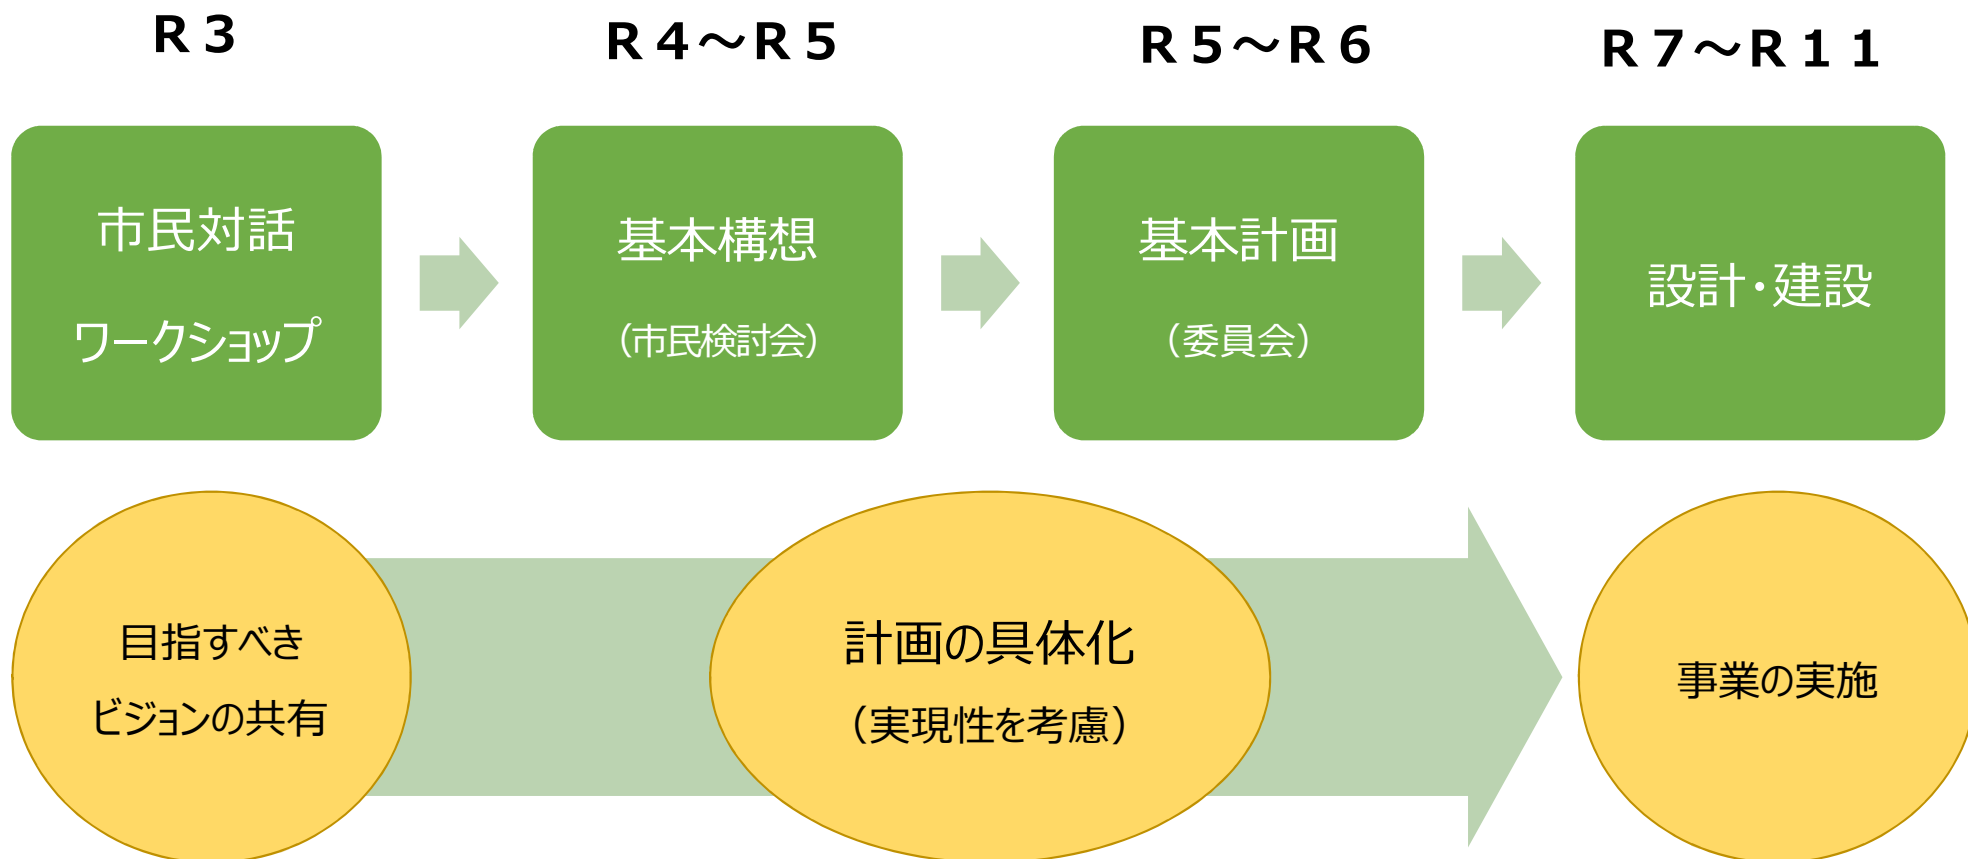 R３
R４～R５
R５～R６
R７～R１１
市民対話
ワークショップ
基本構想
（市民検討会）
基本計画
（委員会）
設計・建設
目指すべき
ビジョンの共有
計画の具体化
（実現性を考慮）
事業の実施